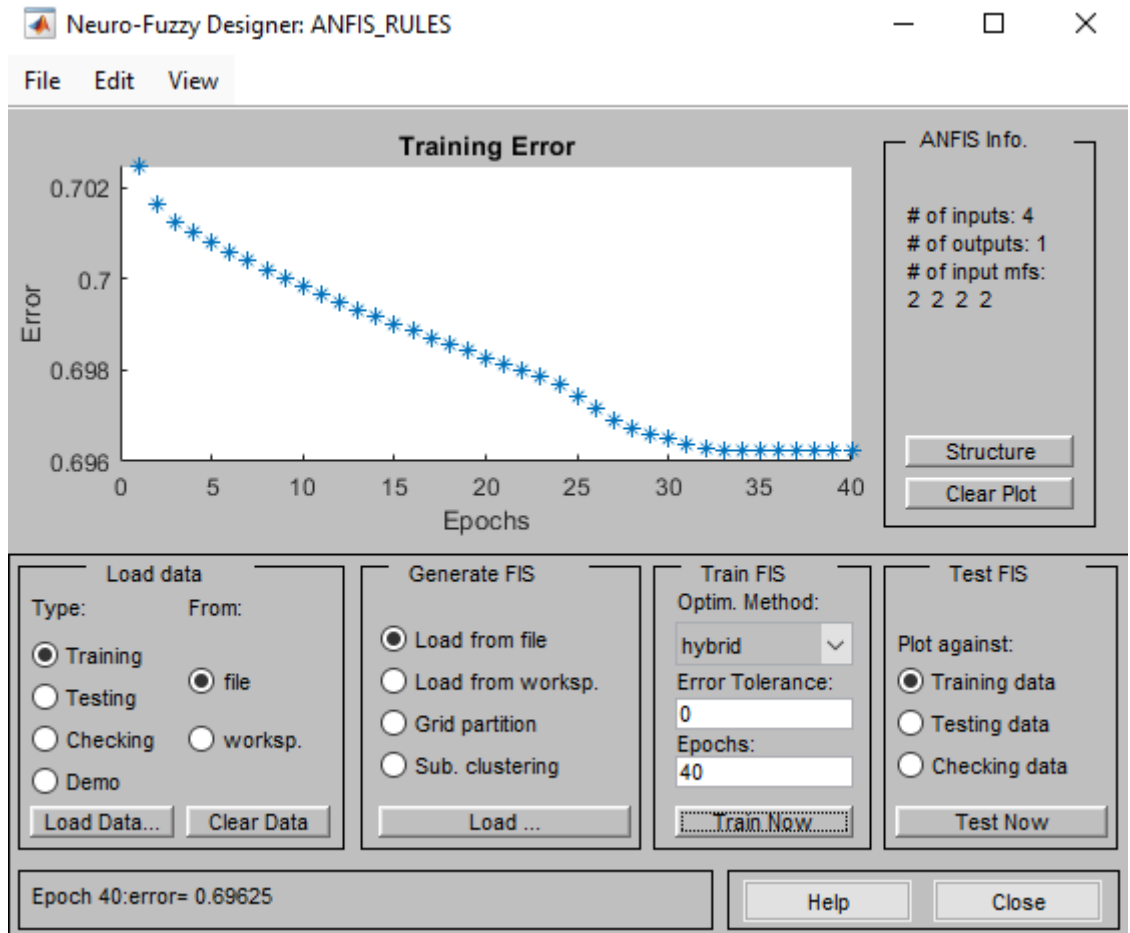 Neuro-Fuzzy Designer: ANFIS_RULES
File Edit View
Training Error
0.702
0.7
0.698
0.696
Error
0 5 10 15 20 25 30 35 40
Epochs
ANFIS Info.
# of inputs: 4
# of outputs: 1
# of input mfs:
2 2 2 2
Structure
Clear Plot
Load data
Type: From:
Training
Testing
Checking
Demo
file
worksp.
Load Data... Clear Data
Generate FIS
Load from file
Load from worksp.
Grid partition
Sub. clustering
Load ...
Train FIS
Optim. Method:
hybrid
Error Tolerance:
0
Epochs:
40
Train Now
Test FIS
Plot against:
Training data
Testing data
Checking data
Test Now
Epoch 40:error= 0.69625
Help Close